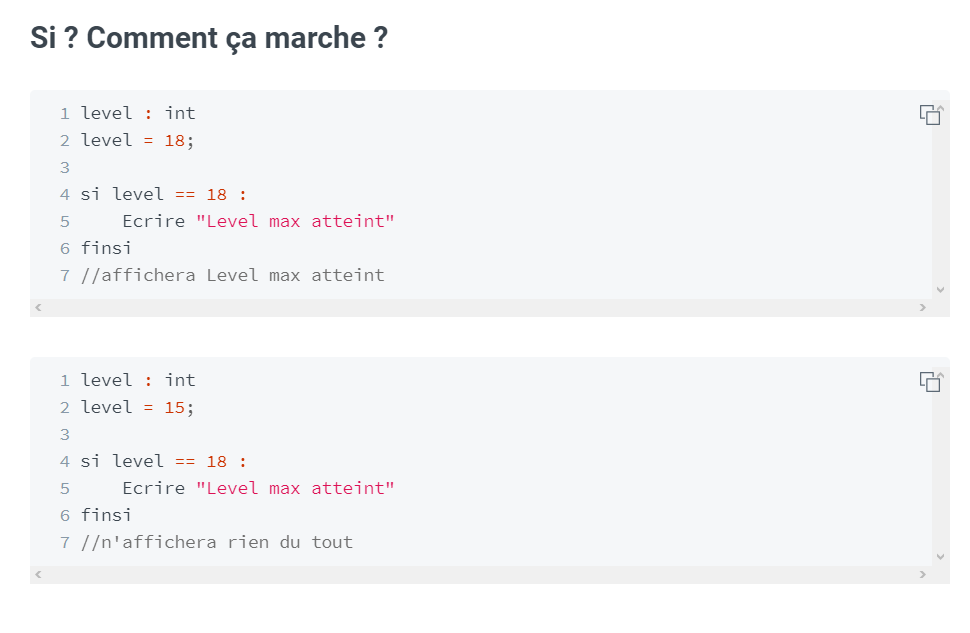 Si ? Comment ça marche ?
1 level : int
2 level = 18;
3
4 si level == 18 :
5     Ecrire "Level max atteint"
6 finsi
7 //affichera Level max atteint
1 level : int
2 level = 15;
3
4 si level == 18 :
5     Ecrire "Level max atteint"
6 finsi
7 //n'affichera rien du tout